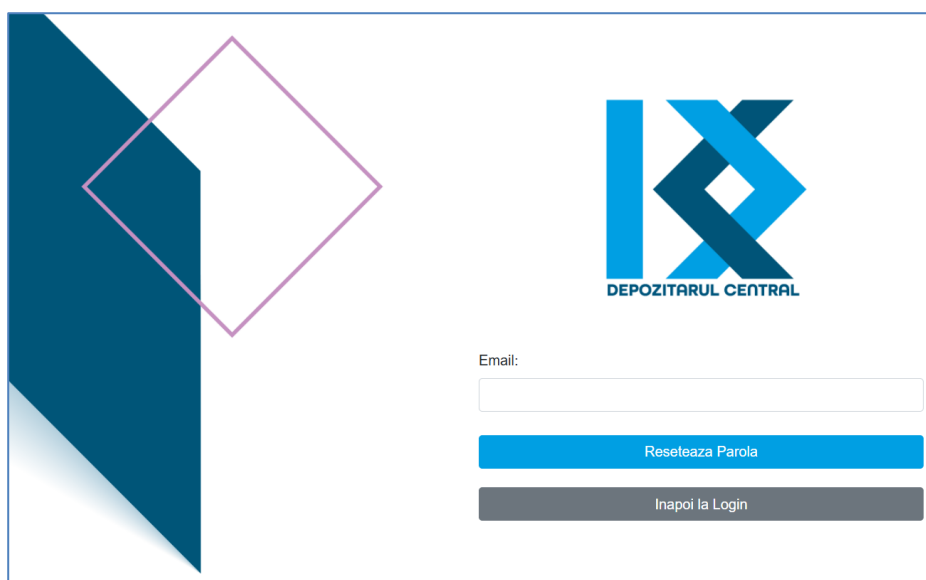 DEPOZITARUL CENTRAL
Email:
Reseteaza Parola
Inapoi la Login